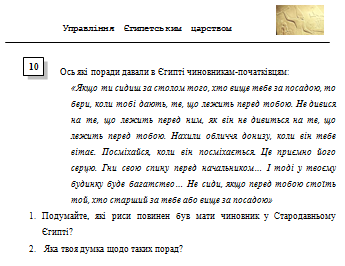 Управління Єгипетським царством
10
Ось які поради давали в Єгипті чиновникам-початківцям:
«Якщо ти сидиш за столом того, хто вище тебе за посадою, то
бери, коли тобі дають, те, що лежить перед тобою. Не дивися
на те, що лежить перед ним, як він не дивиться на те, що
лежить перед тобою. Нахили обличчя донизу, коли він тебе
вітає. Посміхайся, коли він посміхається. Це приємно його
серцю. Гни свою спину перед начальником… І тоді у твоєму
будинку буде багатство… Не сиди, якщо перед тобою стоїть
той, хто старший за тебе або вище за посадою»
1. Подумайте, які риси повинен був мати чиновник у Стародавньому
Єгипті?
2. Яка твоя думка щодо таких порад?